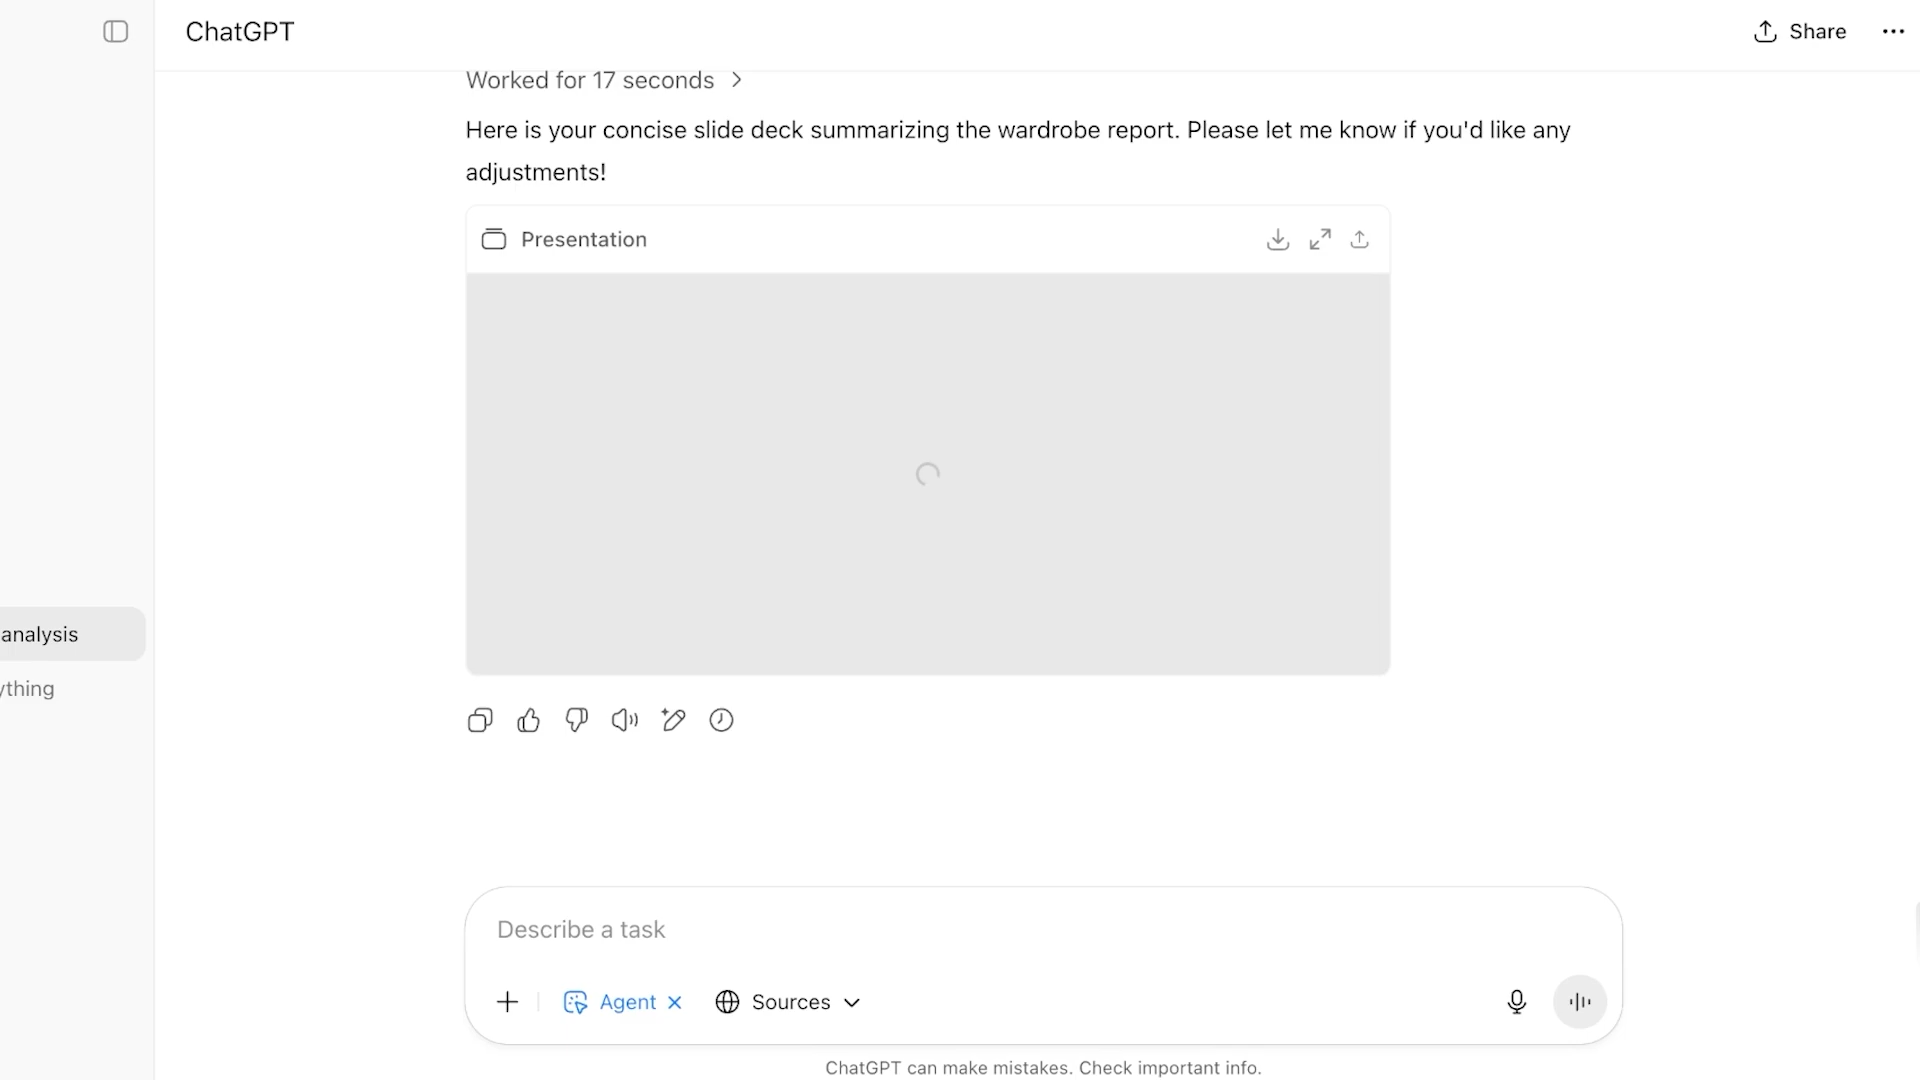 ChatGPT
Share
Worked for 17 seconds
Here is your concise slide deck summarizing the wardrobe report. Please let me know if you'd like any
adjustments!
Presentation
analysis
ything
Describe a task
Agent
Sources
ChatGPT can make mistakes. Check important info.